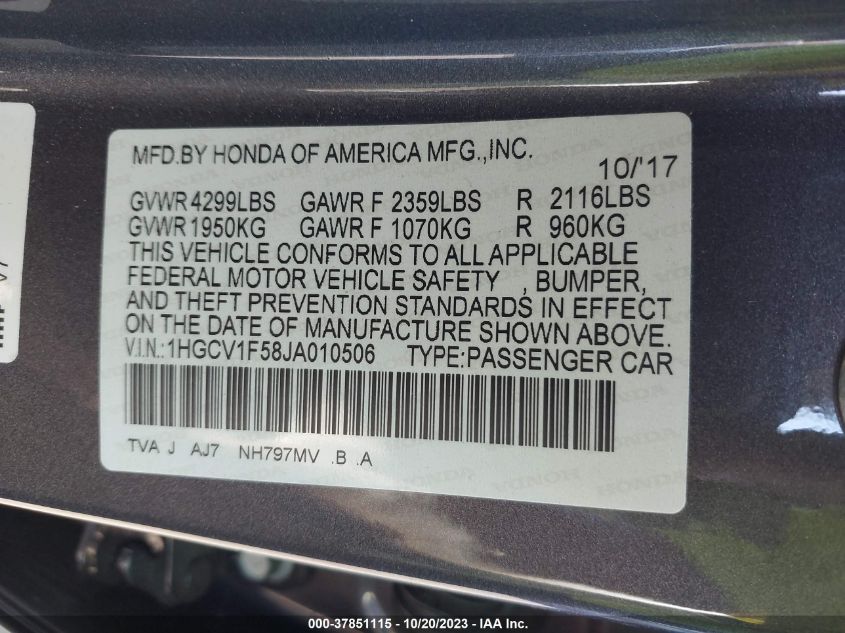 MFD.BY HONDA OF AMERICA MFG.,INC.
10/'17
GVWR 4299LBS GAWR F 2359LBS R 2116LBS
GVWR 1950KG GAWR F 1070KG R 960KG
THIS VEHICLE CONFORMS TO ALL APPLICABLE
FEDERAL MOTOR VEHICLE SAFETY , BUMPER,
AND THEFT PREVENTION STANDARDS IN EFFECT
ON THE DATE OF MANUFACTURE SHOWN ABOVE.
V.I.N.:1HGCV1F58JA010506 TYPE:PASSENGER CAR
TVA J AJ7 NH797MV .B .A
000-37851115 - 10/20/2023 - IAA Inc.